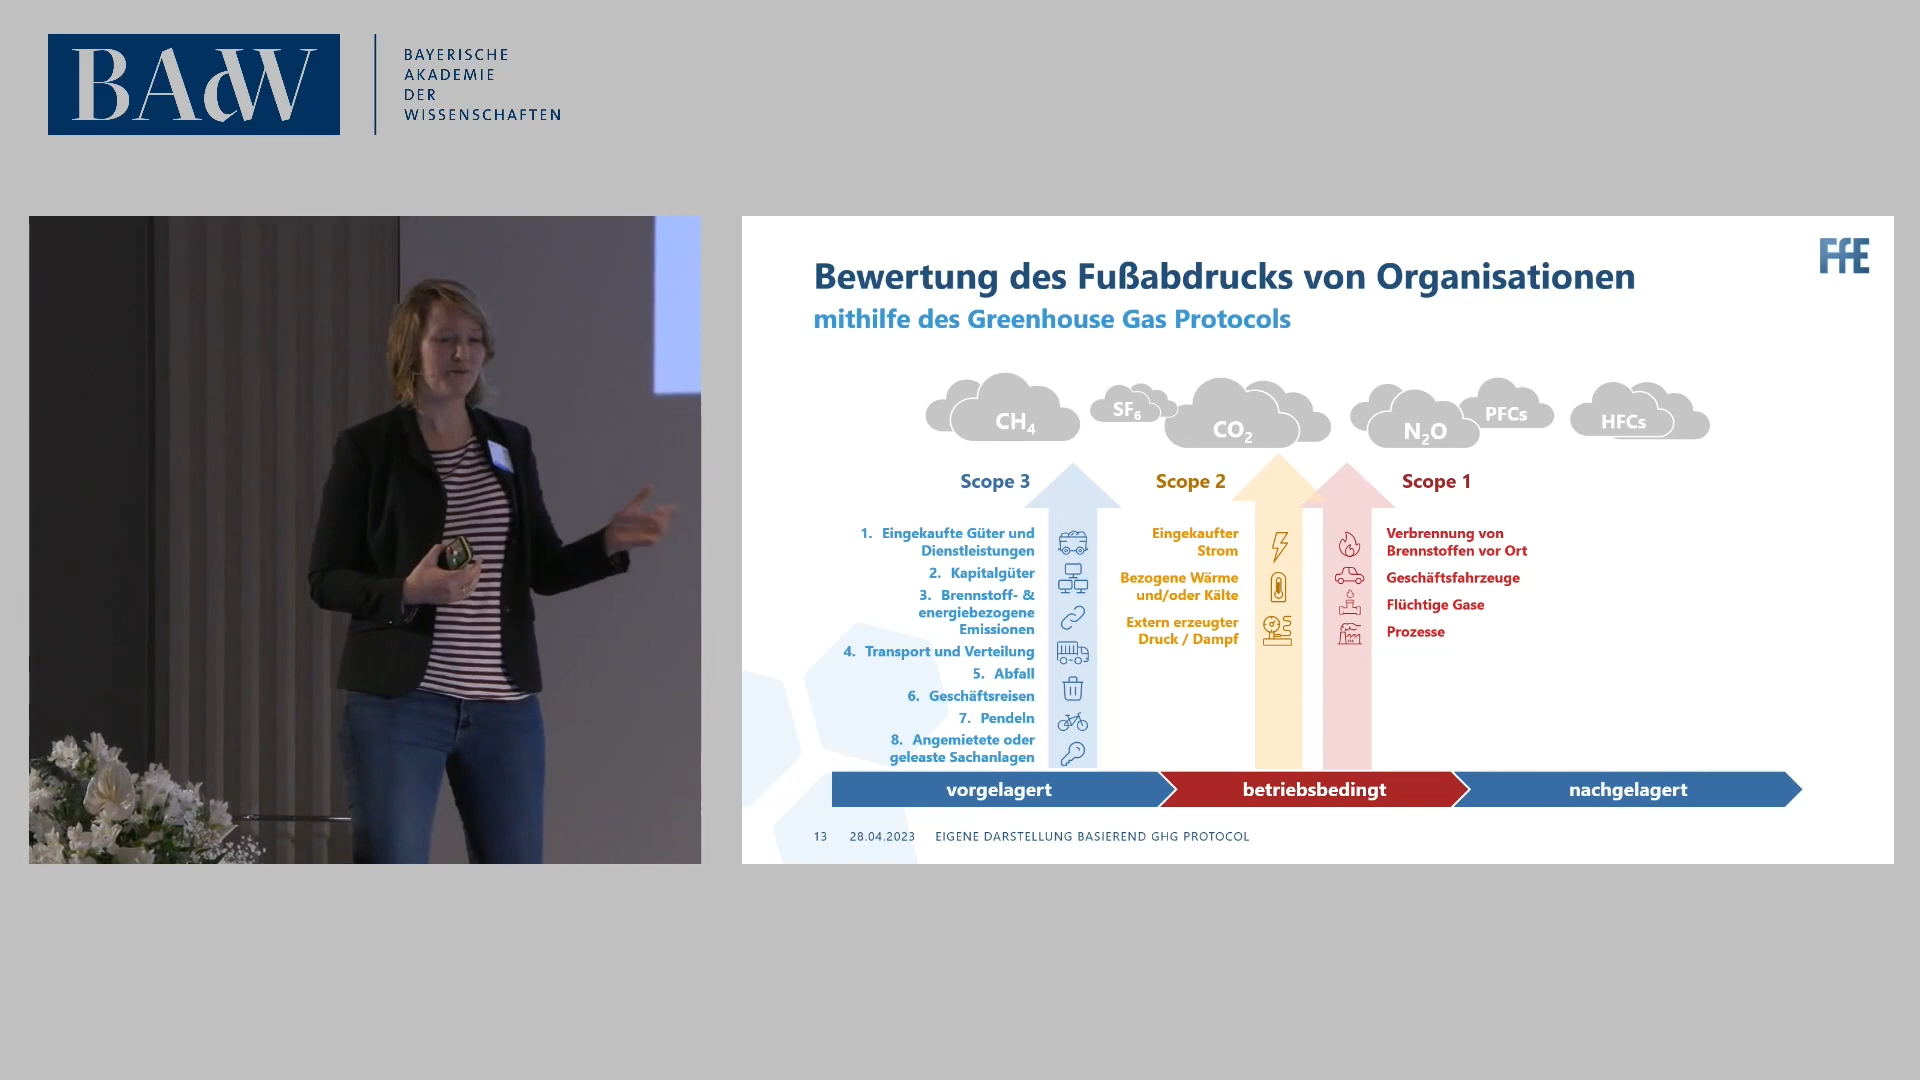 BAdW
BAYERISCHE
AKADEMIE
DER
WISSENSCHAFTEN
FfE
Bewertung des Fußabdrucks von Organisationen
mithilfe des Greenhouse Gas Protocols
CH4
SF6
CO2
N2O
PFCs
HFCs
Scope 3
1. Eingekaufte Güter und
Dienstleistungen
2. Kapitalgüter
3. Brennstoff- &
energiebezogene
Emissionen
4. Transport und Verteilung
5. Abfall
6. Geschäftsreisen
7. Pendeln
8. Angemietete oder
geleaste Sachanlagen
Scope 2
Eingekaufter
Strom
Bezogene Wärme
und/oder Kälte
Extern erzeugter
Druck / Dampf
Scope 1
Verbrennung von
Brennstoffen vor Ort
Geschäftsfahrzeuge
Flüchtige Gase
Prozesse
vorgelagert
betriebsbedingt
nachgelagert
13 28.04.2023 EIGENE DARSTELLUNG BASIEREND GHG PROTOCOL